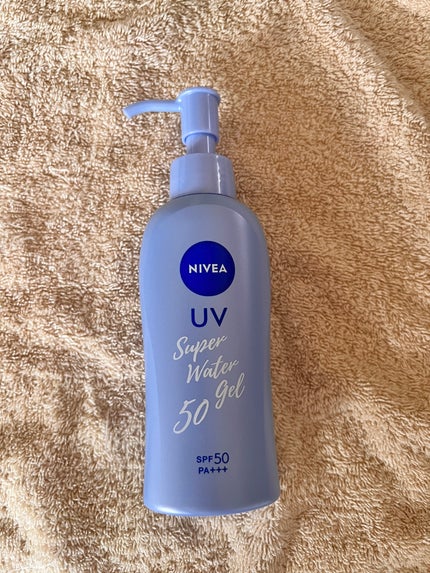 NIVEA
UV
Super
Water
Gel
50
SPF50
PA+++